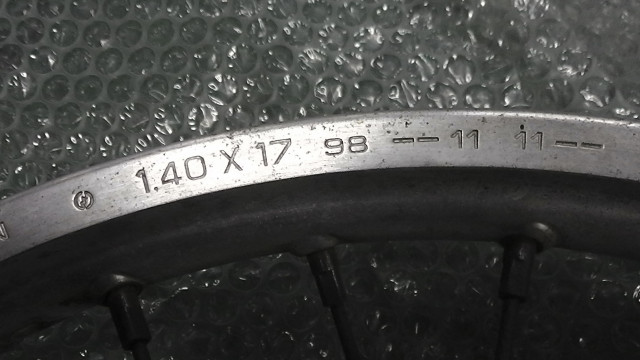 N 1.40 X 17 98 -- 11 11 --